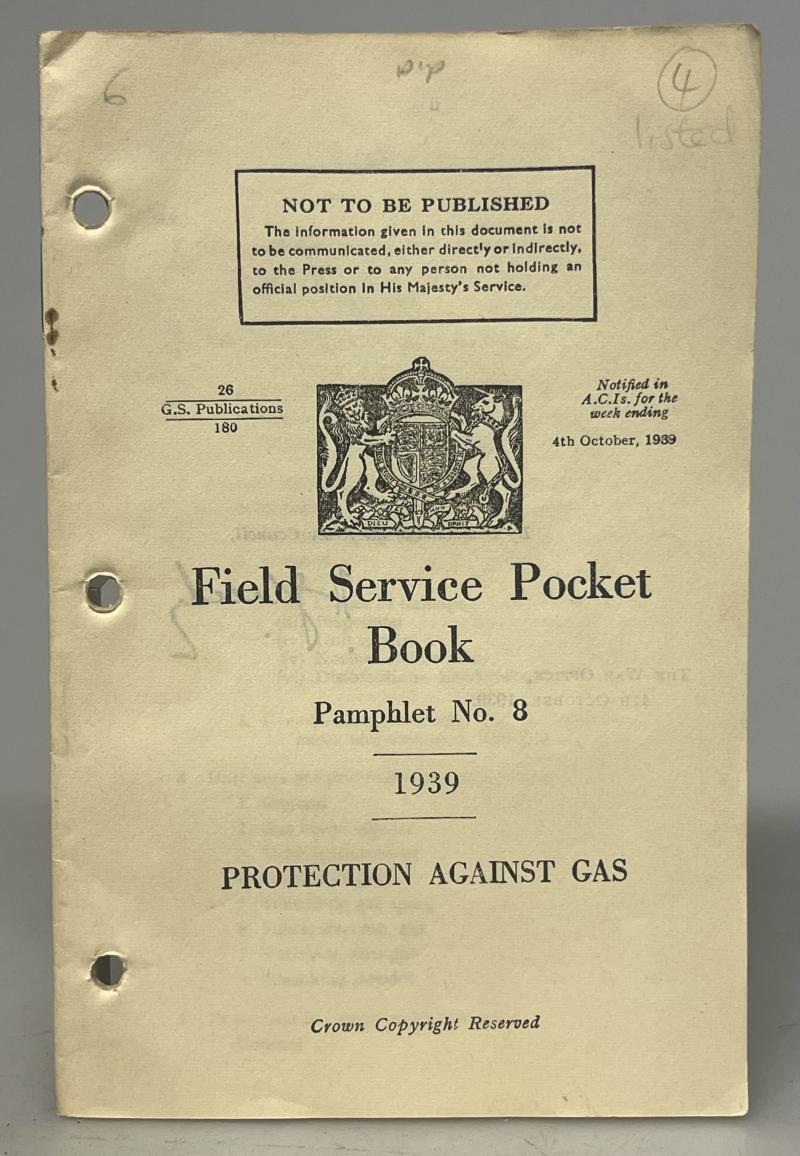 6
④
listed
NOT TO BE PUBLISHED
The information given in this document is not
to be communicated, either directly or indirectly,
to the Press or to any person not holding an
official position in His Majesty's Service.
26
G.S. Publications
180
Notified in
A.C.Is. for the
week ending
4th October, 1939
DIEU DROIT
Field Service Pocket
Book
Pamphlet No. 8
1939
PROTECTION AGAINST GAS
Crown Copyright Reserved